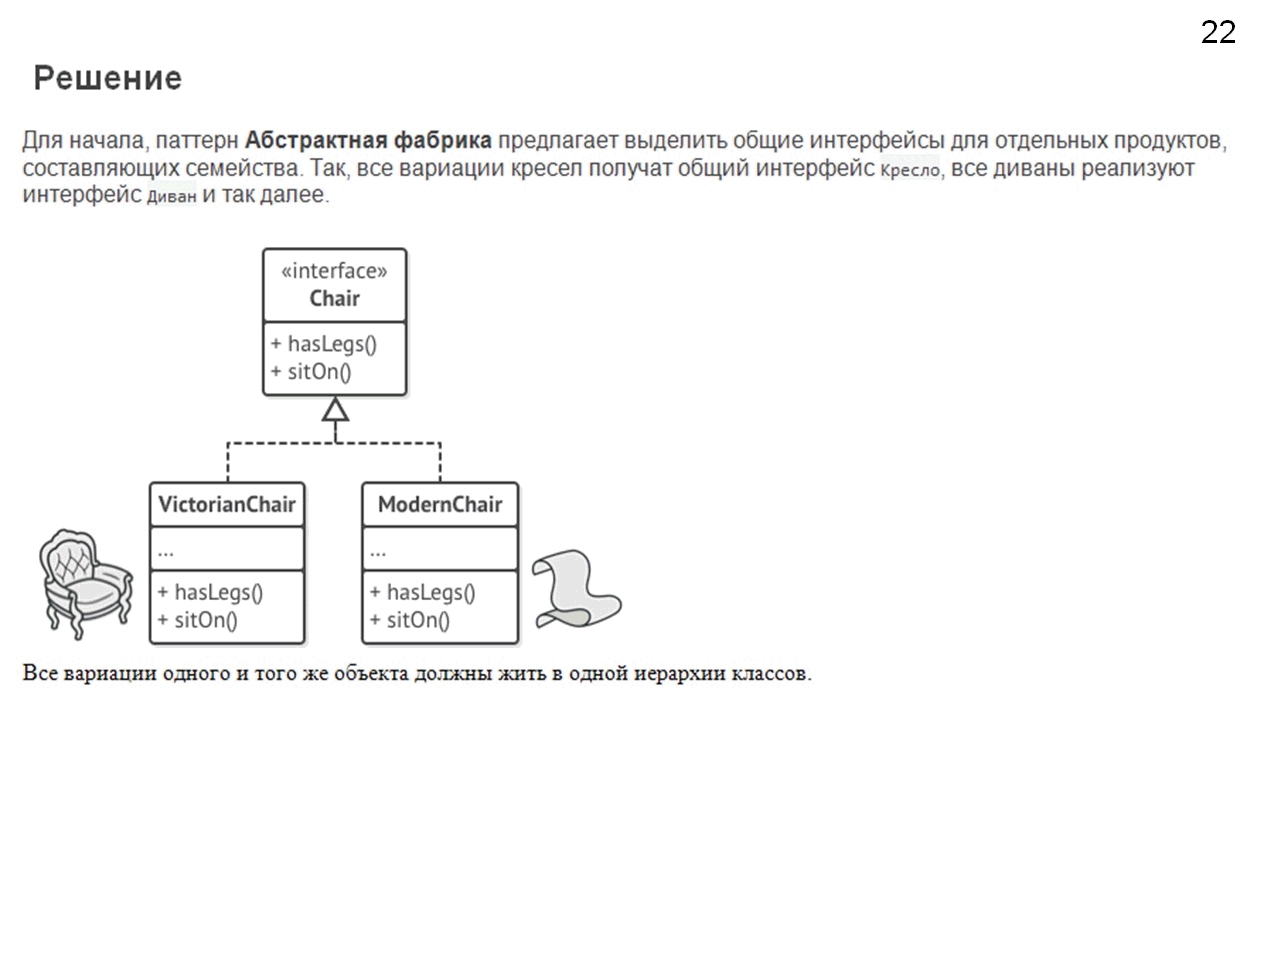 22
Решение
Для начала, паттерн Абстрактная фабрика предлагает выделить общие интерфейсы для отдельных продуктов,
составляющих семейства. Так, все вариации кресел получат общий интерфейс Кресло, все диваны реализуют
интерфейс Диван и так далее.
«interface»
Chair
+ hasLegs()
+ sitOn()
VictorianChair
...
+ hasLegs()
+ sitOn()
ModernChair
...
+ hasLegs()
+ sitOn()
Все вариации одного и того же объекта должны жить в одной иерархии классов.